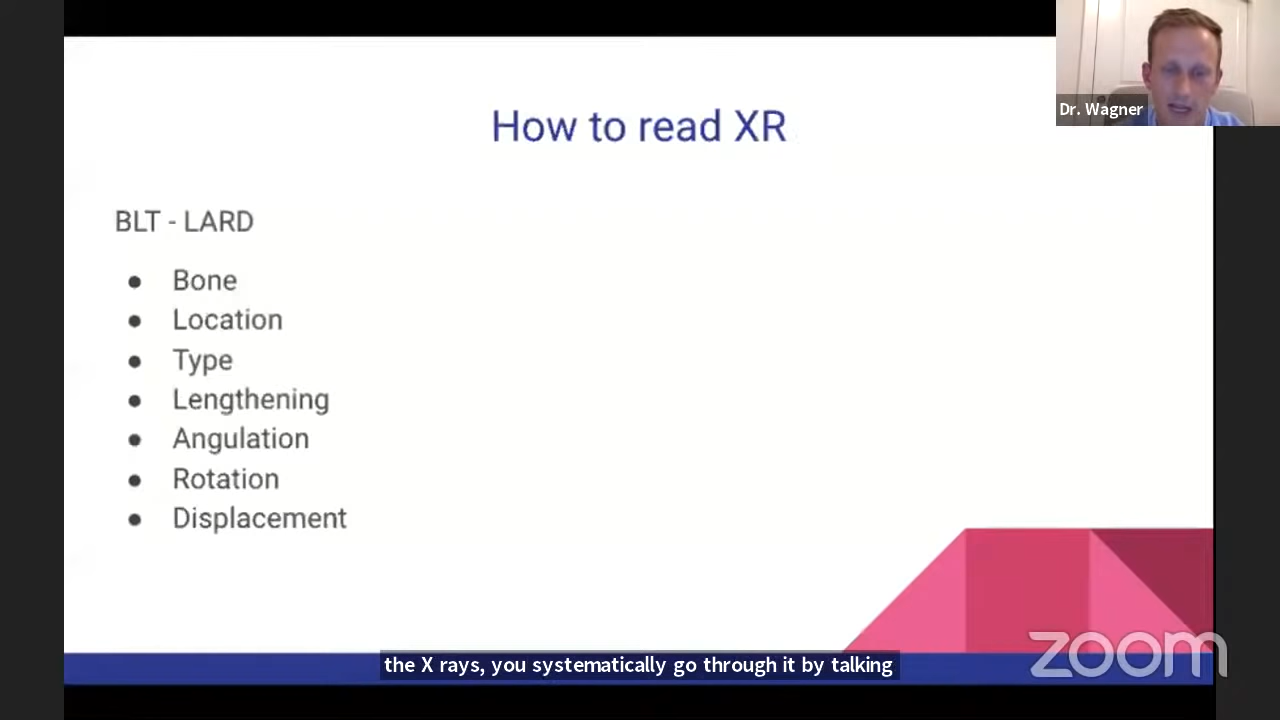 How to read XR
Dr. Wagner
BLT - LARD
● Bone
● Location
● Type
● Lengthening
● Angulation
● Rotation
● Displacement
the X rays, you systematically go through it by talking
zoom